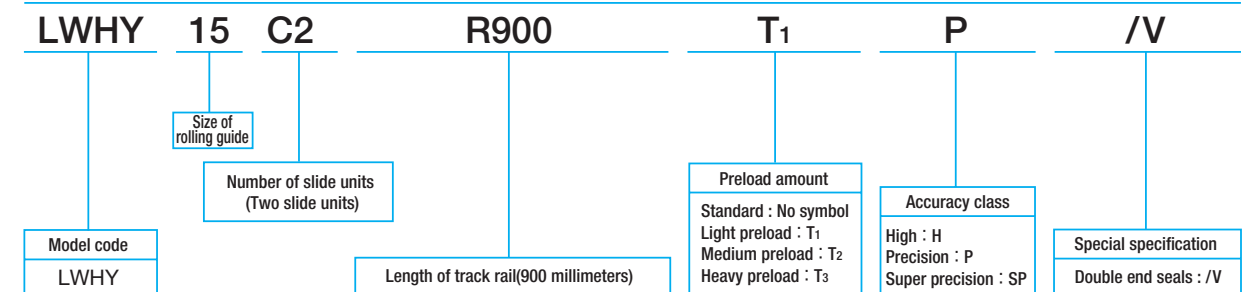 LWHY 15 C2 R900 T1 P /V
Size of
rolling guide
Number of slide units
(Two slide units)
Preload amount
Standard : No symbol
Light preload : T1
Medium preload : T2
Heavy preload : T3
Accuracy class
High : H
Precision : P
Super precision : SP
Model code
LWHY
Length of track rail(900 millimeters)
Special specification
Double end seals : /V